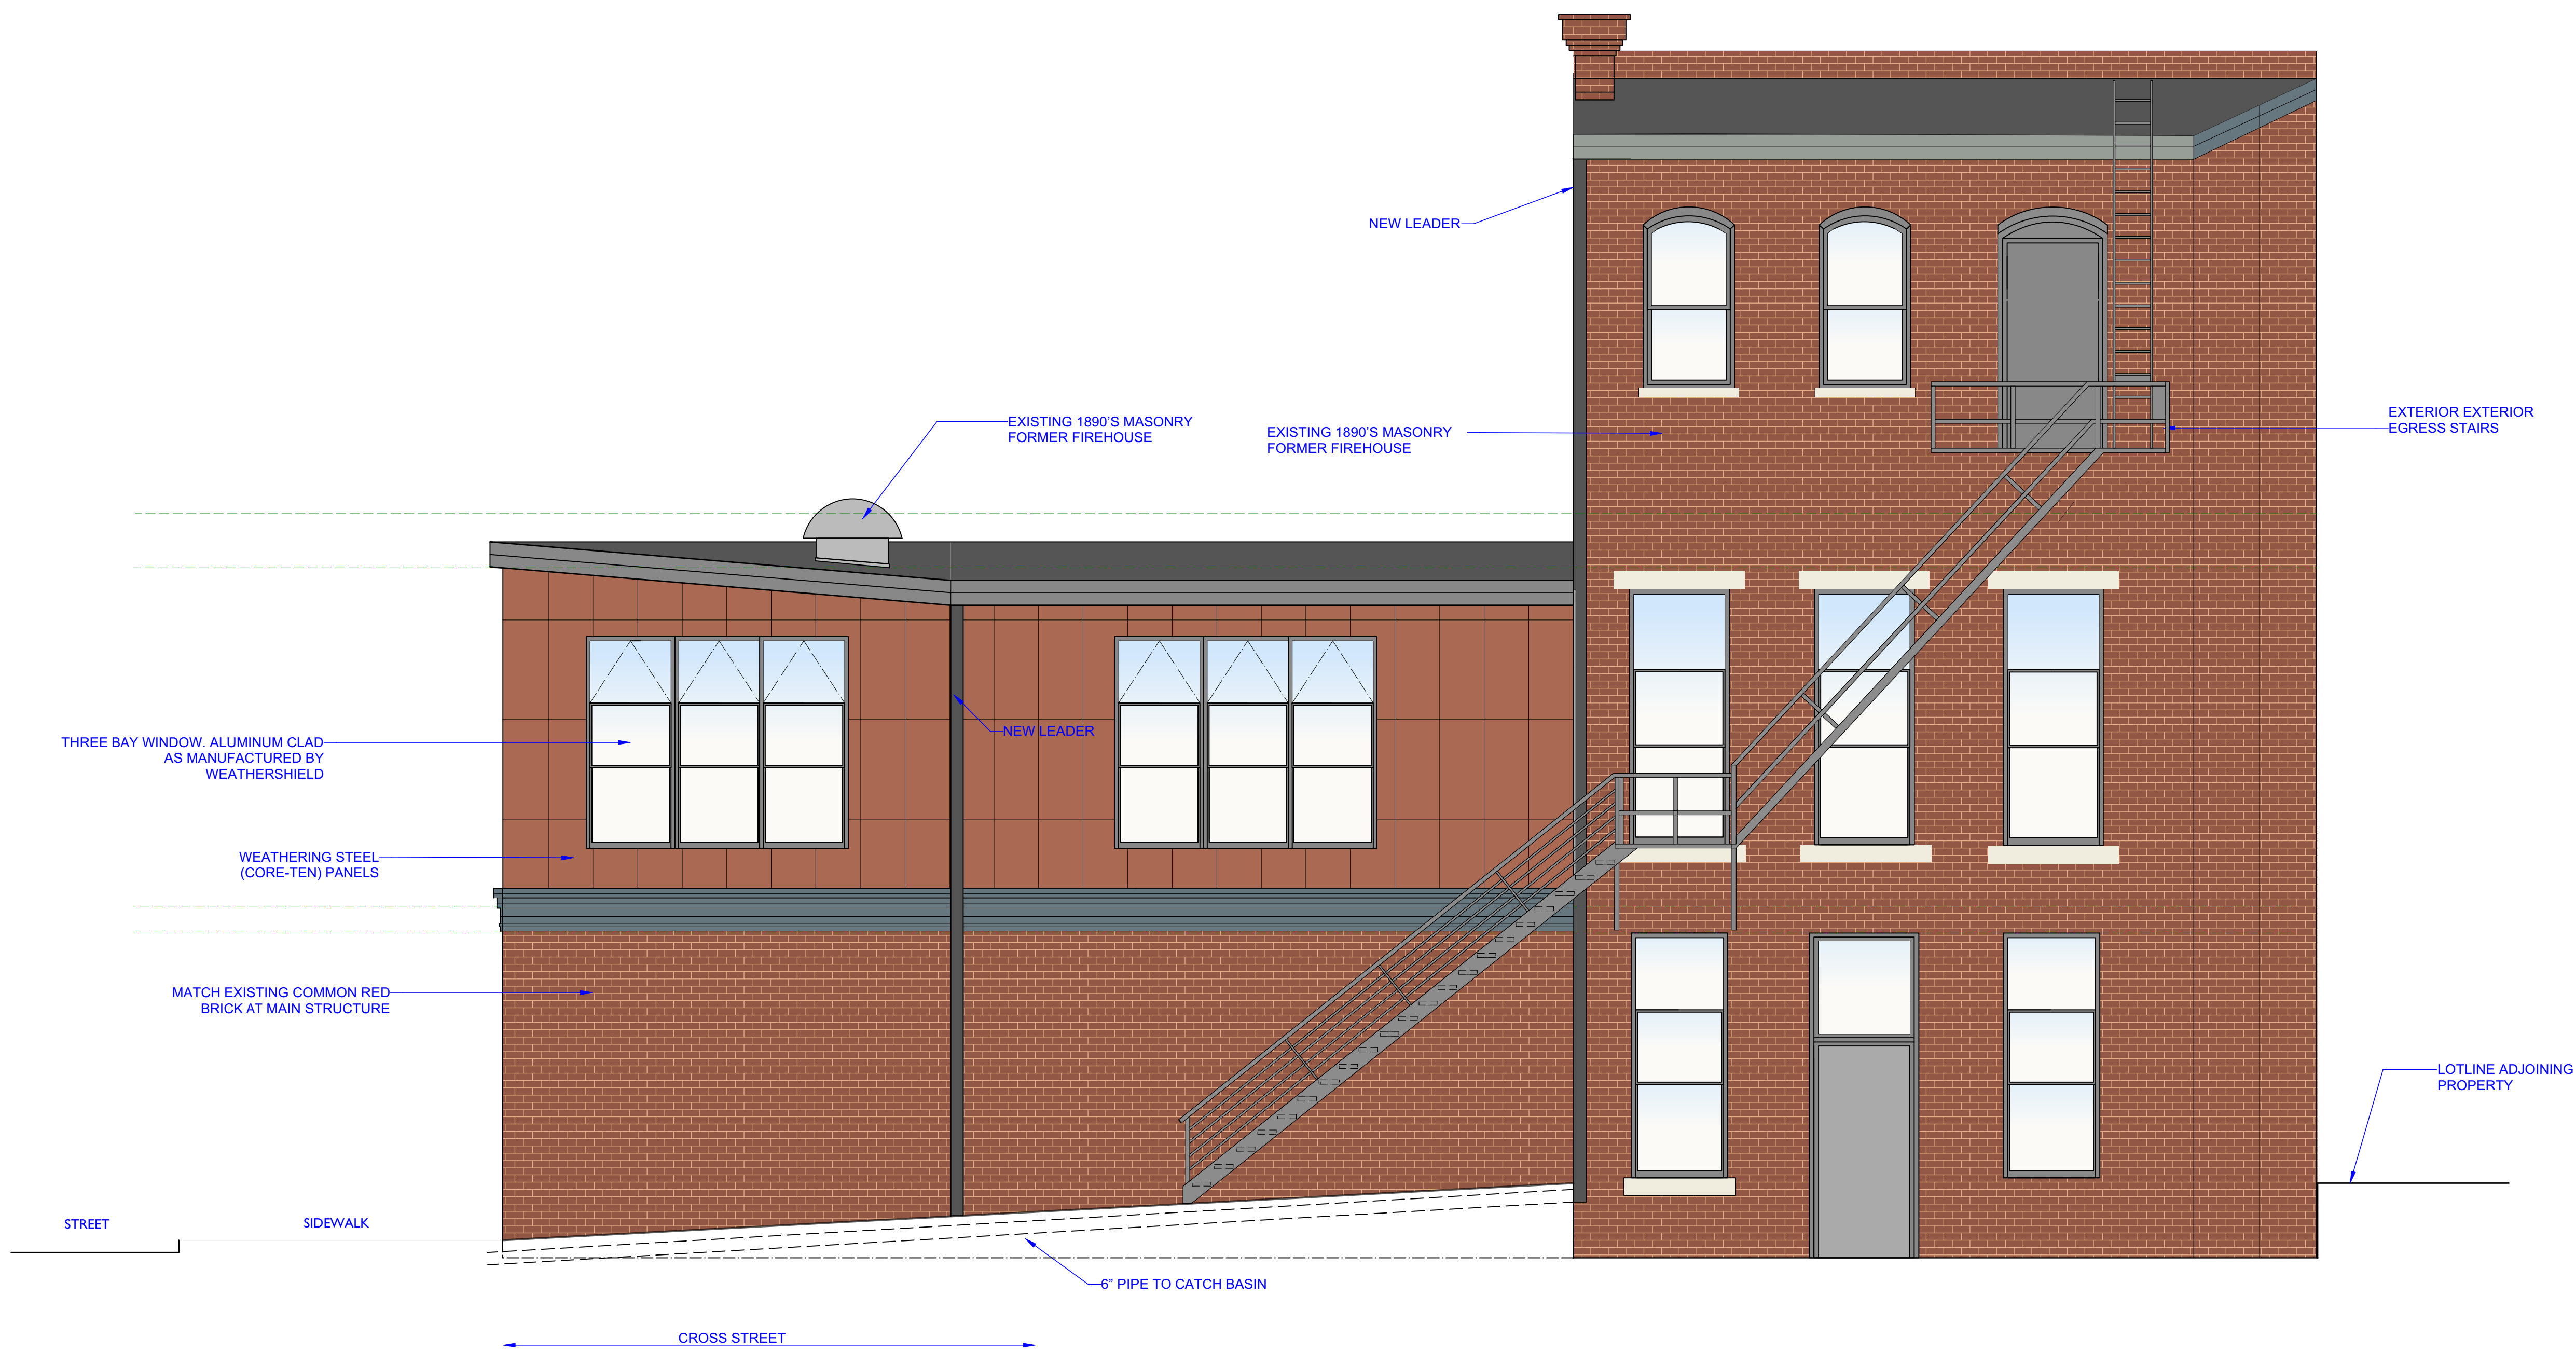 NEW LEADER
EXISTING 1890'S MASONRY
FORMER FIREHOUSE
EXISTING 1890'S MASONRY
FORMER FIREHOUSE
EXTERIOR EXTERIOR
EGRESS STAIRS
THREE BAY WINDOW. ALUMINUM CLAD
AS MANUFACTURED BY
WEATHERSHIELD
NEW LEADER
WEATHERING STEEL
(CORE-TEN) PANELS
MATCH EXISTING COMMON RED
BRICK AT MAIN STRUCTURE
LOTLINE ADJOINING
PROPERTY
STREET
SIDEWALK
6” PIPE TO CATCH BASIN
CROSS STREET